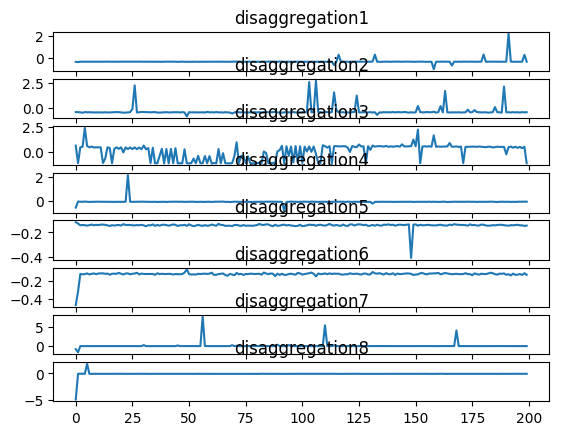 disaggregation1
2
0
disaggregation2
2.5
0.0
disaggregation3
2.5
0.0
disaggregation4
2
0
disaggregation5
−0.2
−0.4
disaggregation6
−0.2
−0.4
disaggregation7
5
0
disaggregation8
0
−5
0 25 50 75 100 125 150 175 200